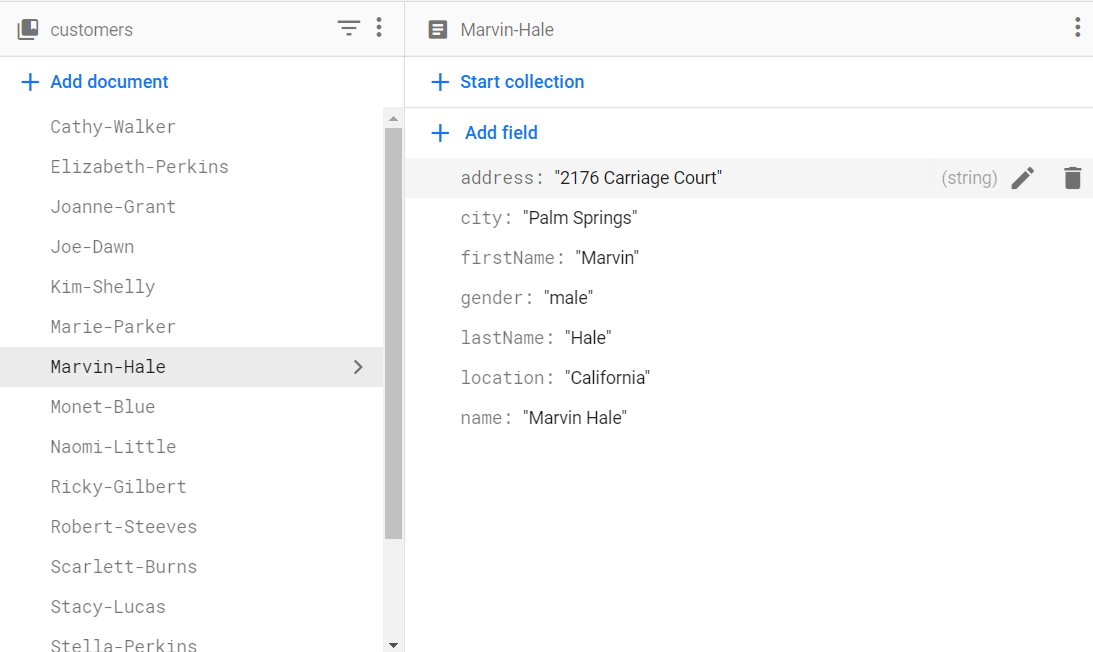 customers
Add document
Cathy-Walker
Elizabeth-Perkins
Joanne-Grant
Joe-Dawn
Kim-Shelly
Marie-Parker
Marvin-Hale
Monet-Blue
Naomi-Little
Ricky-Gilbert
Robert-Steeves
Scarlett-Burns
Stacy-Lucas
Stella-Perkins
Marvin-Hale
Start collection
Add field
address: "2176 Carriage Court" (string)
city: "Palm Springs"
firstName: "Marvin"
gender: "male"
lastName: "Hale"
location: "California"
name: "Marvin Hale"